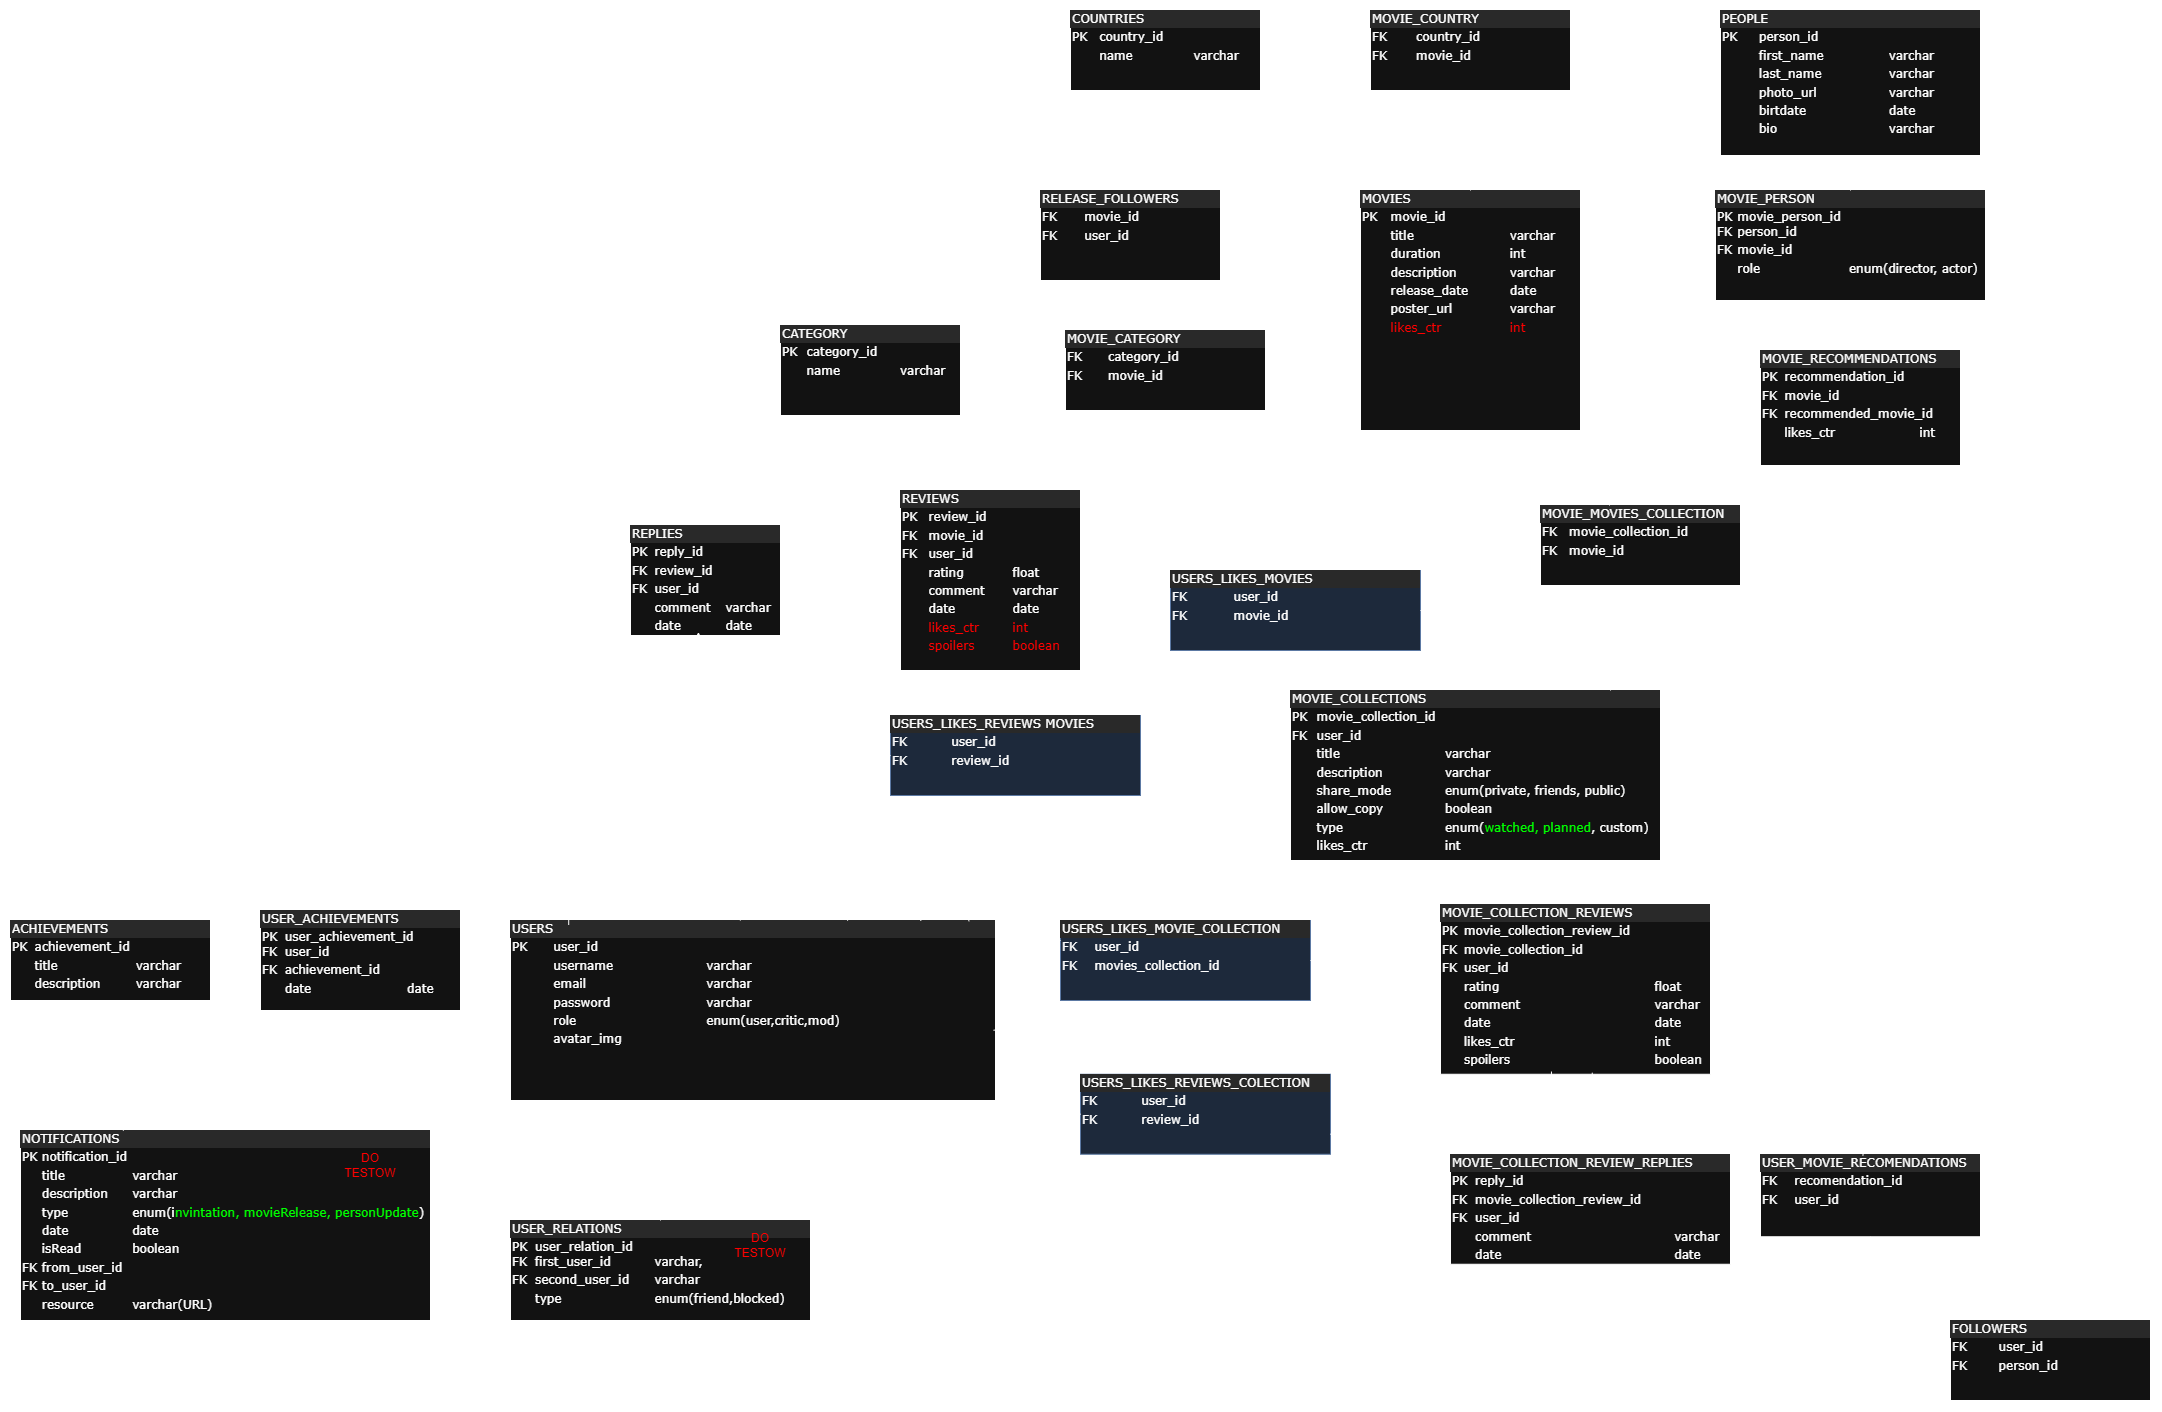 COUNTRIES
PK country_id
name varchar
MOVIE_COUNTRY
FK country_id
FK movie_id
PEOPLE
PK person_id
first_name varchar
last_name varchar
photo_url varchar
birtdate date
bio varchar
RELEASE_FOLLOWERS
FK movie_id
FK user_id
MOVIES
PK movie_id
title varchar
duration int
description varchar
release_date date
poster_url varchar
likes_ctr int
MOVIE_PERSON
PK movie_person_id
FK person_id
FK movie_id
role enum(director, actor)
CATEGORY
PK category_id
name varchar
MOVIE_CATEGORY
FK category_id
FK movie_id
MOVIE_RECOMMENDATIONS
PK recommendation_id
FK movie_id
FK recommended_movie_id
likes_ctr int
REPLIES
PK reply_id
FK review_id
FK user_id
comment varchar
date date
REVIEWS
PK review_id
FK movie_id
FK user_id
rating float
comment varchar
date date
likes_ctr int
spoilers boolean
USERS_LIKES_MOVIES
FK user_id
FK movie_id
MOVIE_MOVIES_COLLECTION
FK movie_collection_id
FK movie_id
USERS_LIKES_REVIEWS MOVIES
FK user_id
FK review_id
MOVIE_COLLECTIONS
PK movie_collection_id
FK user_id
title varchar
description varchar
share_mode enum(private, friends, public)
allow_copy boolean
type enum(watched, planned, custom)
likes_ctr int
ACHIEVEMENTS
PK achievement_id
title varchar
description varchar
USER_ACHIEVEMENTS
PK user_achievement_id
FK user_id
FK achievement_id
date date
USERS
PK user_id
username varchar
email varchar
password varchar
role enum(user,critic,mod)
avatar_img
USERS_LIKES_MOVIE_COLLECTION
FK user_id
FK movies_collection_id
MOVIE_COLLECTION_REVIEWS
PK movie_collection_review_id
FK movie_collection_id
FK user_id
rating float
comment varchar
date date
likes_ctr int
spoilers boolean
USERS_LIKES_REVIEWS_COLECTION
FK user_id
FK review_id
NOTIFICATIONS
PK notification_id
title varchar
description varchar
type enum(invintation, movieRelease, personUpdate)
date date
isRead boolean
FK from_user_id
FK to_user_id
resource varchar(URL)
DO
TESTOW
USER_RELATIONS
PK user_relation_id
FK first_user_id varchar,
FK second_user_id varchar
type enum(friend,blocked)
DO
TESTOW
MOVIE_COLLECTION_REVIEW_REPLIES
PK reply_id
FK movie_collection_review_id
FK user_id
comment varchar
date date
USER_MOVIE_RECOMENDATIONS
FK recomendation_id
FK user_id
FOLLOWERS
FK user_id
FK person_id